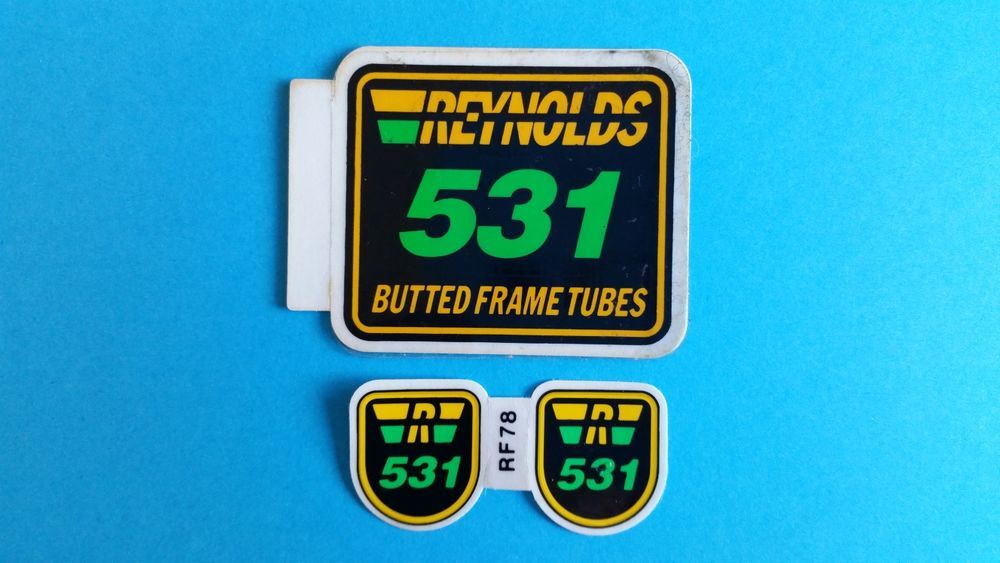 REYNOLDS
531
BUTTED FRAME TUBES
R
531
RF78
R
531